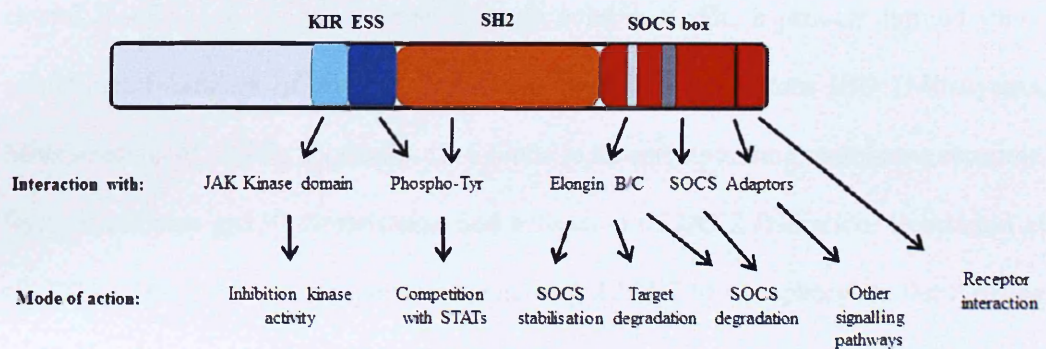 KIR ESS SH2 SOCS box
Interaction with: JAK Kinase domain Phospho-Tyr Elongin B/C SOCS Adaptors
Mode of action: Inhibition kinase activity
Competition with STATs
SOCS stabilisation
Target degradation
SOCS degradation
Other signalling pathways
Receptor interaction